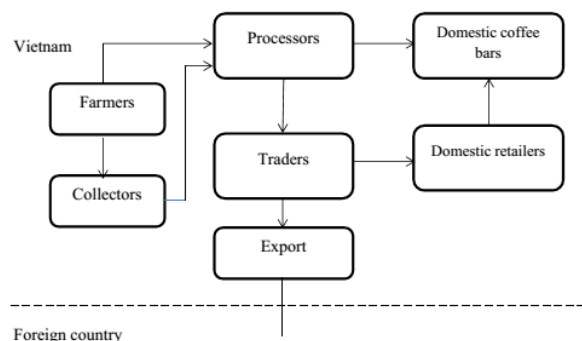 Vietnam
Processors
Domestic coffee
bars
Farmers
Collectors
Traders
Domestic retailers
Export
Foreign country